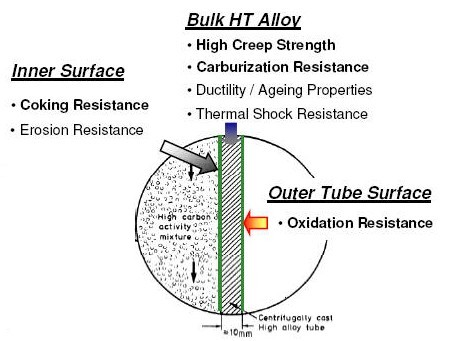 Bulk HT Alloy
• High Creep Strength
• Carburization Resistance
• Ductility / Ageing Properties
• Thermal Shock Resistance
Inner Surface
• Coking Resistance
• Erosion Resistance
Outer Tube Surface
• Oxidation Resistance
High carbon
activity
mixture
Centrifugally cast
High alloy tube
≈10mm